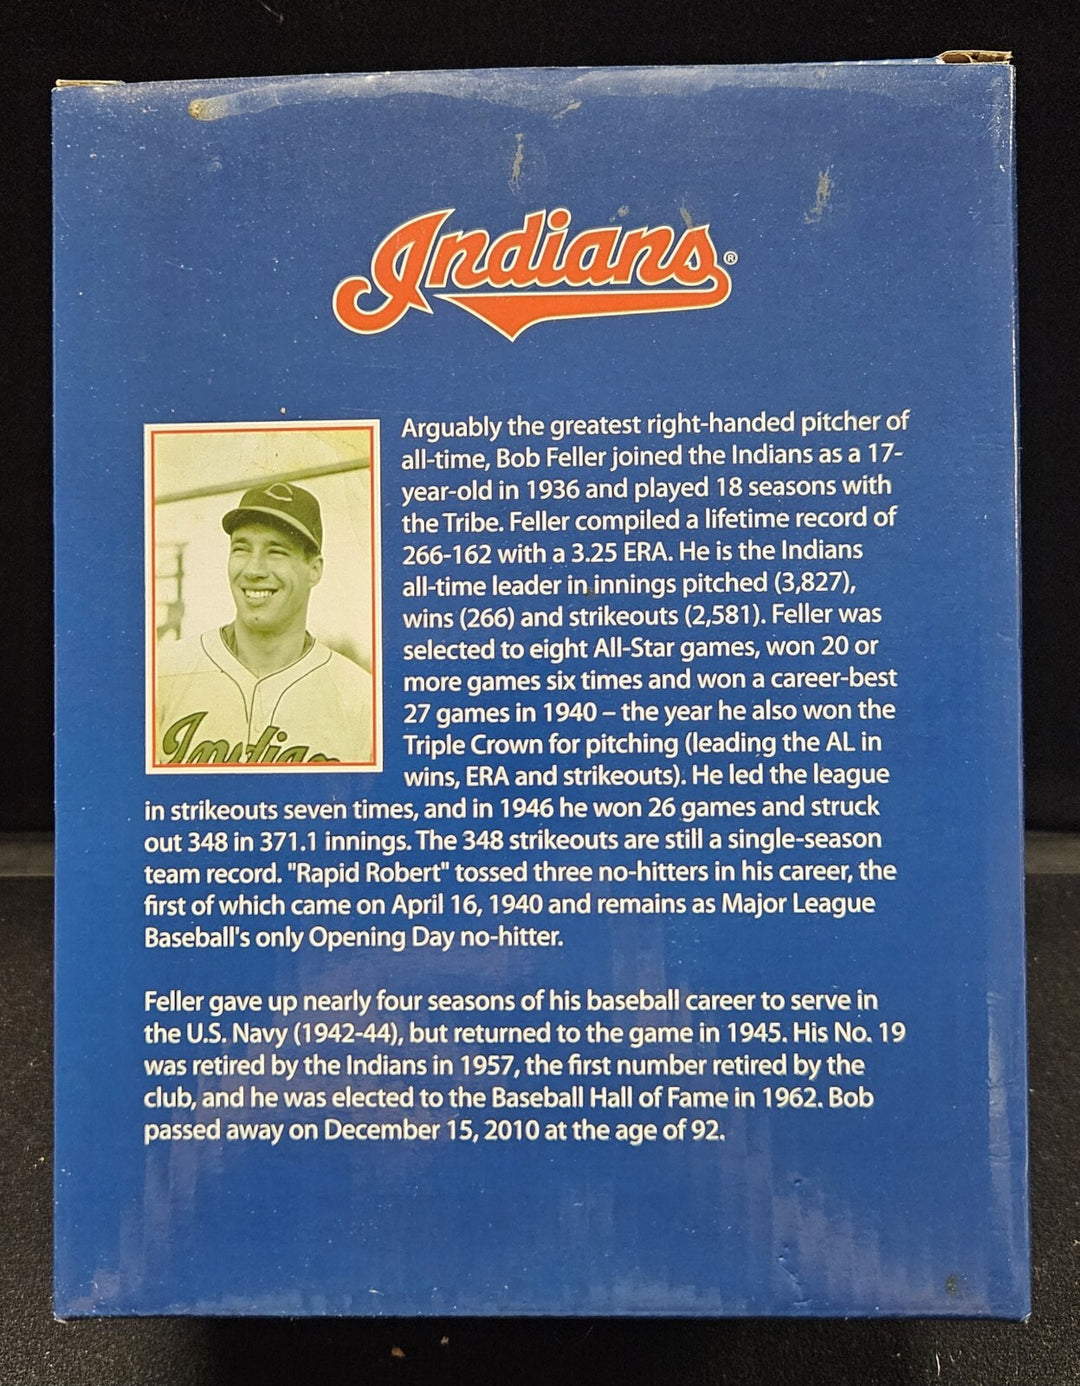 Indians®
Arguably the greatest right-handed pitcher of
all-time, Bob Feller joined the Indians as a 17-
year-old in 1936 and played 18 seasons with
the Tribe. Feller compiled a lifetime record of
266-162 with a 3.25 ERA. He is the Indians
all-time leader in innings pitched (3,827),
wins (266) and strikeouts (2,581). Feller was
selected to eight All-Star games, won 20 or
more games six times and won a career-best
27 games in 1940 – the year he also won the
Triple Crown for pitching (leading the AL in
wins, ERA and strikeouts). He led the league
in strikeouts seven times, and in 1946 he won 26 games and struck
out 348 in 371.1 innings. The 348 strikeouts are still a single-season
team record. "Rapid Robert" tossed three no-hitters in his career, the
first of which came on April 16, 1940 and remains as Major League
Baseball's only Opening Day no-hitter.
Feller gave up nearly four seasons of his baseball career to serve in
the U.S. Navy (1942-44), but returned to the game in 1945. His No. 19
was retired by the Indians in 1957, the first number retired by the
club, and he was elected to the Baseball Hall of Fame in 1962. Bob
passed away on December 15, 2010 at the age of 92.
C
Indians